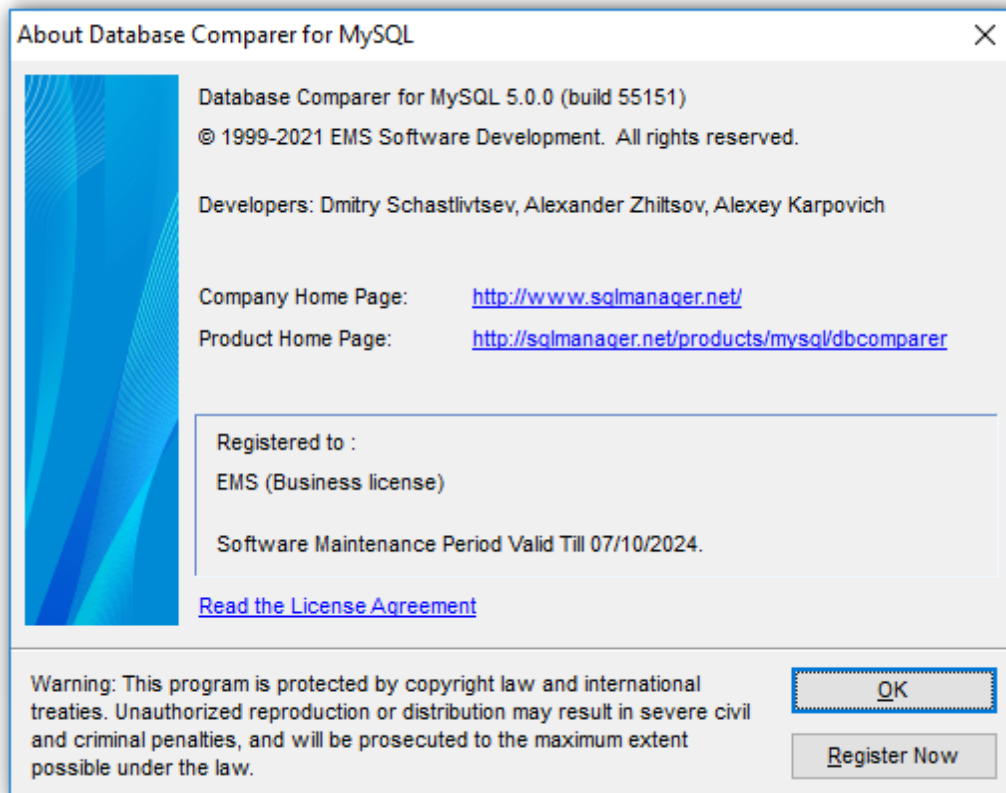 About Database Comparer for MySQL
Database Comparer for MySQL 5.0.0 (build 55151)
© 1999-2021 EMS Software Development. All rights reserved.
Developers: Dmitry Schastlivtsev, Alexander Zhiltsov, Alexey Karpovich
Company Home Page: http://www.sqlmanager.net/
Product Home Page: http://sqlmanager.net/products/mysql/dbcomparer
Registered to :
EMS (Business license)
Software Maintenance Period Valid Till 07/10/2024.
Read the License Agreement
Warning: This program is protected by copyright law and international
treaties. Unauthorized reproduction or distribution may result in severe civil
and criminal penalties, and will be prosecuted to the maximum extent
possible under the law.
OK
Register Now